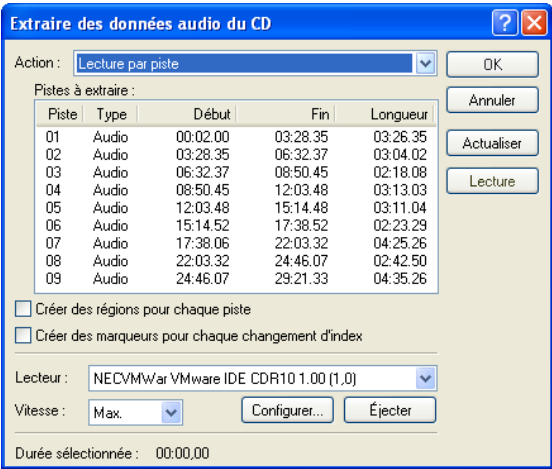 Extraire des données audio du CD
Action : Lecture par piste OK
Pistes à extraire : Annuler
Piste Type Début Fin Longueur
01 Audio 00:02.00 03:28.35 03:26.35
02 Audio 03:28.35 06:32.37 03:04.02
03 Audio 06:32.37 08:50.45 02:18.08
04 Audio 08:50.45 12:03.48 03:13.03
05 Audio 12:03.48 15:14.48 03:11.04
06 Audio 15:14.52 17:38.52 02:23.29
07 Audio 17:38.06 22:03.32 04:25.26
08 Audio 22:03.32 24:46.07 02:42.50
09 Audio 24:46.07 29:21.33 04:35.26
Actualiser
Lecture
Créer des régions pour chaque piste
Créer des marqueurs pour chaque changement d'index
Lecteur : NECVMWar VMware IDE CDR10 1.00 (1,0)
Vitesse : Max. Configurer... Éjecter
Durée sélectionnée : 00:00,00